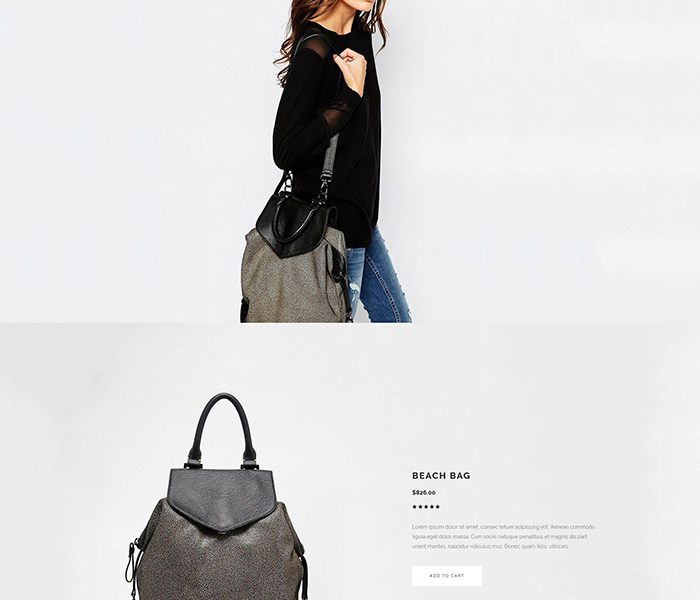 BEACH BAG
$826.00
Lorem ipsum dolor sit amet, consec tetuer adipiscing elit. Aenean commodo
ligula eget dolor massa. Cum sociis natoque penatibus et magnis dis part
urient montes, nascetur ridiculus mus. Donec quam felis, ultricies
ADD TO CART